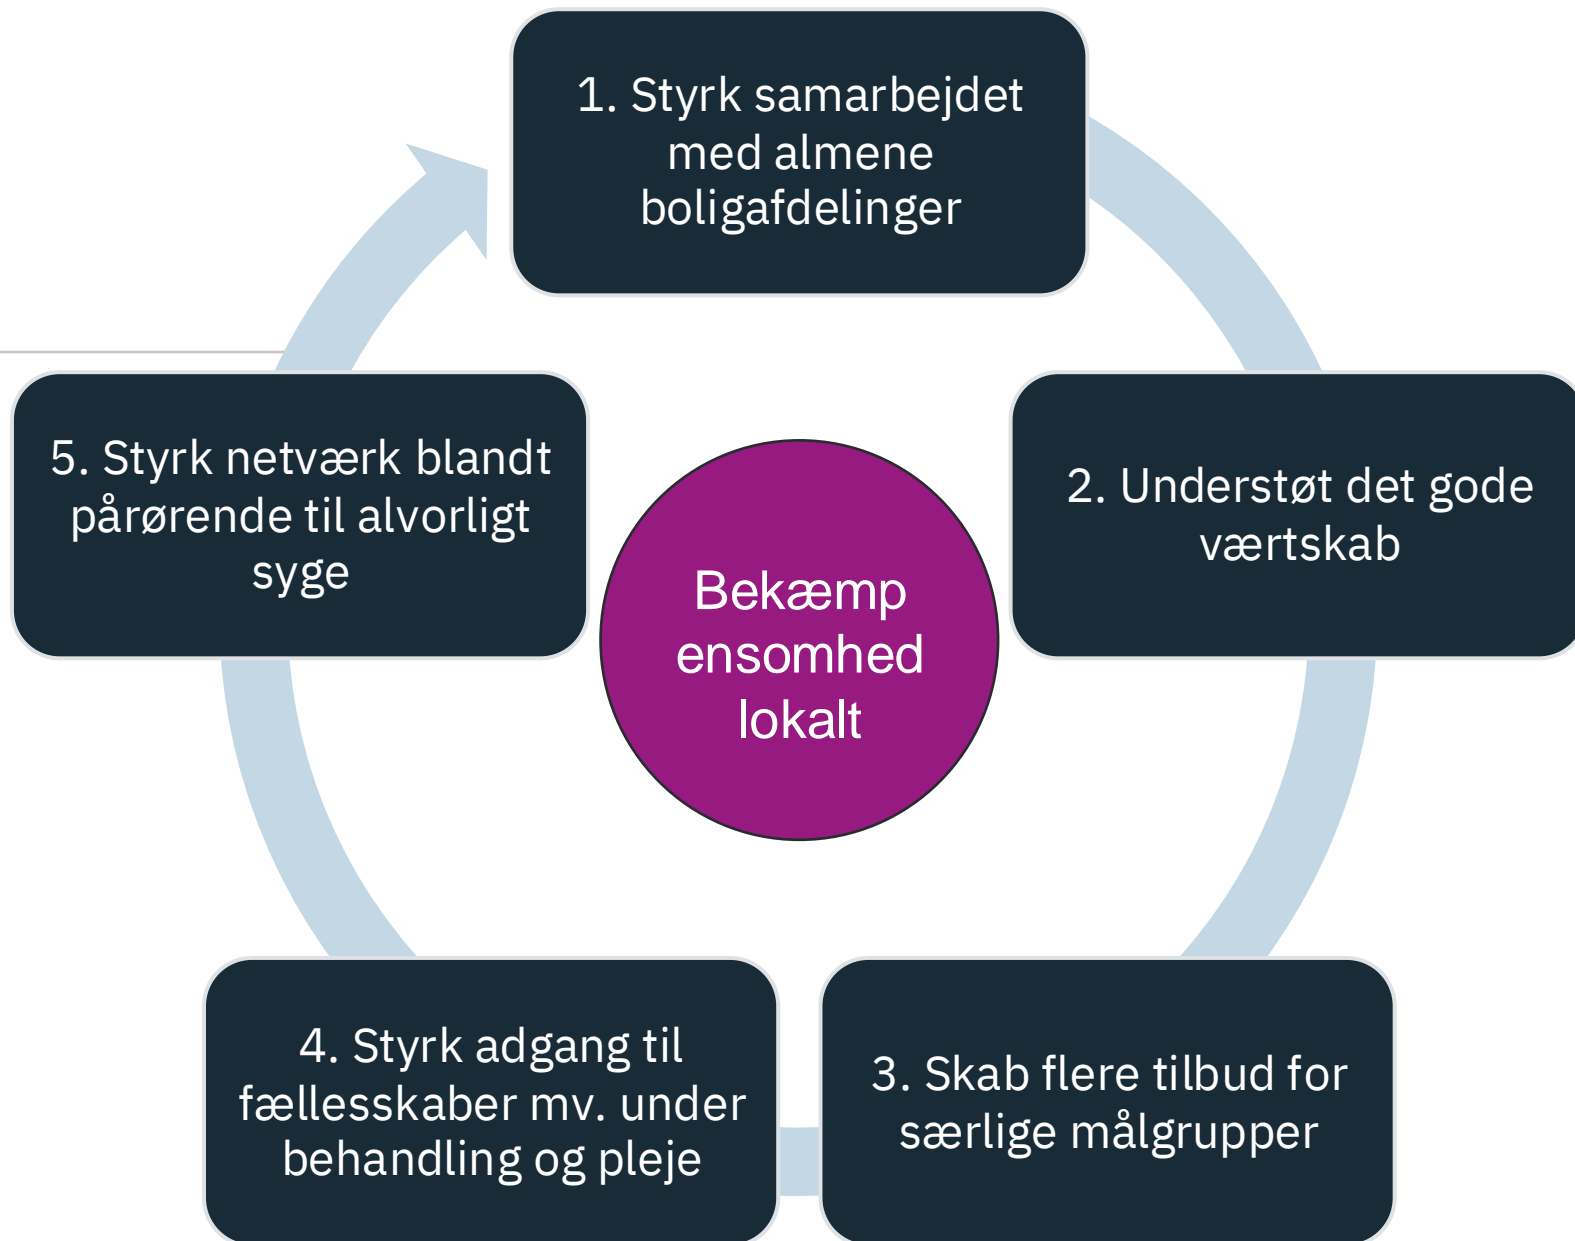 1. Styrk samarbejdet
med almene
boligafdelinger
2. Understøt det gode
værtskab
3. Skab flere tilbud for
særlige målgrupper
4. Styrk adgang til
fællesskaber mv. under
behandling og pleje
5. Styrk netværk blandt
pårørende til alvorligt
syge
Bekæmp
ensomhed
lokalt